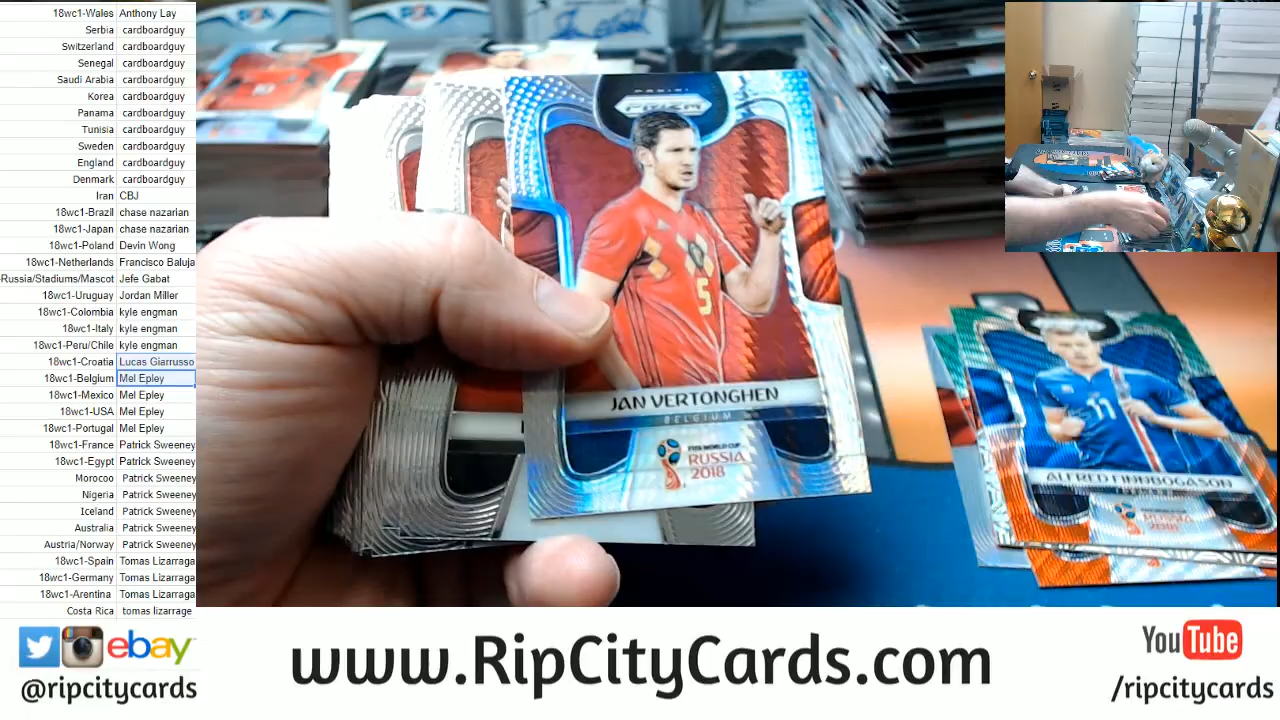 18wc1-Wales Anthony Lay
Serbia cardboardguy
Switzerland cardboardguy
Senegal cardboardguy
Saudi Arabia cardboardguy
Korea cardboardguy
Panama cardboardguy
Tunisia cardboardguy
Sweden cardboardguy
England cardboardguy
Denmark cardboardguy
Iran CBJ
18wc1-Brazil chase nazarian
18wc1-Japan chase nazarian
18wc1-Poland Devin Wong
18wc1-Netherlands Francisco Baluja
-Russia/Stadiums/Mascot Jefe Gabat
18wc1-Uruguay Jordan Miller
18wc1-Colombia kyle engman
18wc1-Italy kyle engman
18wc1-Peru/Chile kyle engman
18wc1-Croatia Lucas Giarrusso
18wc1-Belgium Mel Epley
18wc1-Mexico Mel Epley
18wc1-USA Mel Epley
18wc1-Portugal Mel Epley
18wc1-France Patrick Sweeney
18wc1-Egypt Patrick Sweeney
Morocoo Patrick Sweeney
Nigeria Patrick Sweeney
Iceland Patrick Sweeney
Australia Patrick Sweeney
Austria/Norway Patrick Sweeney
18wc1-Spain Tomas Lizarraga
18wc1-Germany Tomas Lizarraga
18wc1-Arentina Tomas Lizarraga
Costa Rica tomas lizarrage
PANINI
PRIZM
5
JAN VERTONGHEN
BELGIUM
FIFA WORLD CUP
RUSSIA
2018
11
ALFRED FINNBOGASON
ebay
@ripcitycards
www.RipCityCards.com
YouTube
/ripcitycards